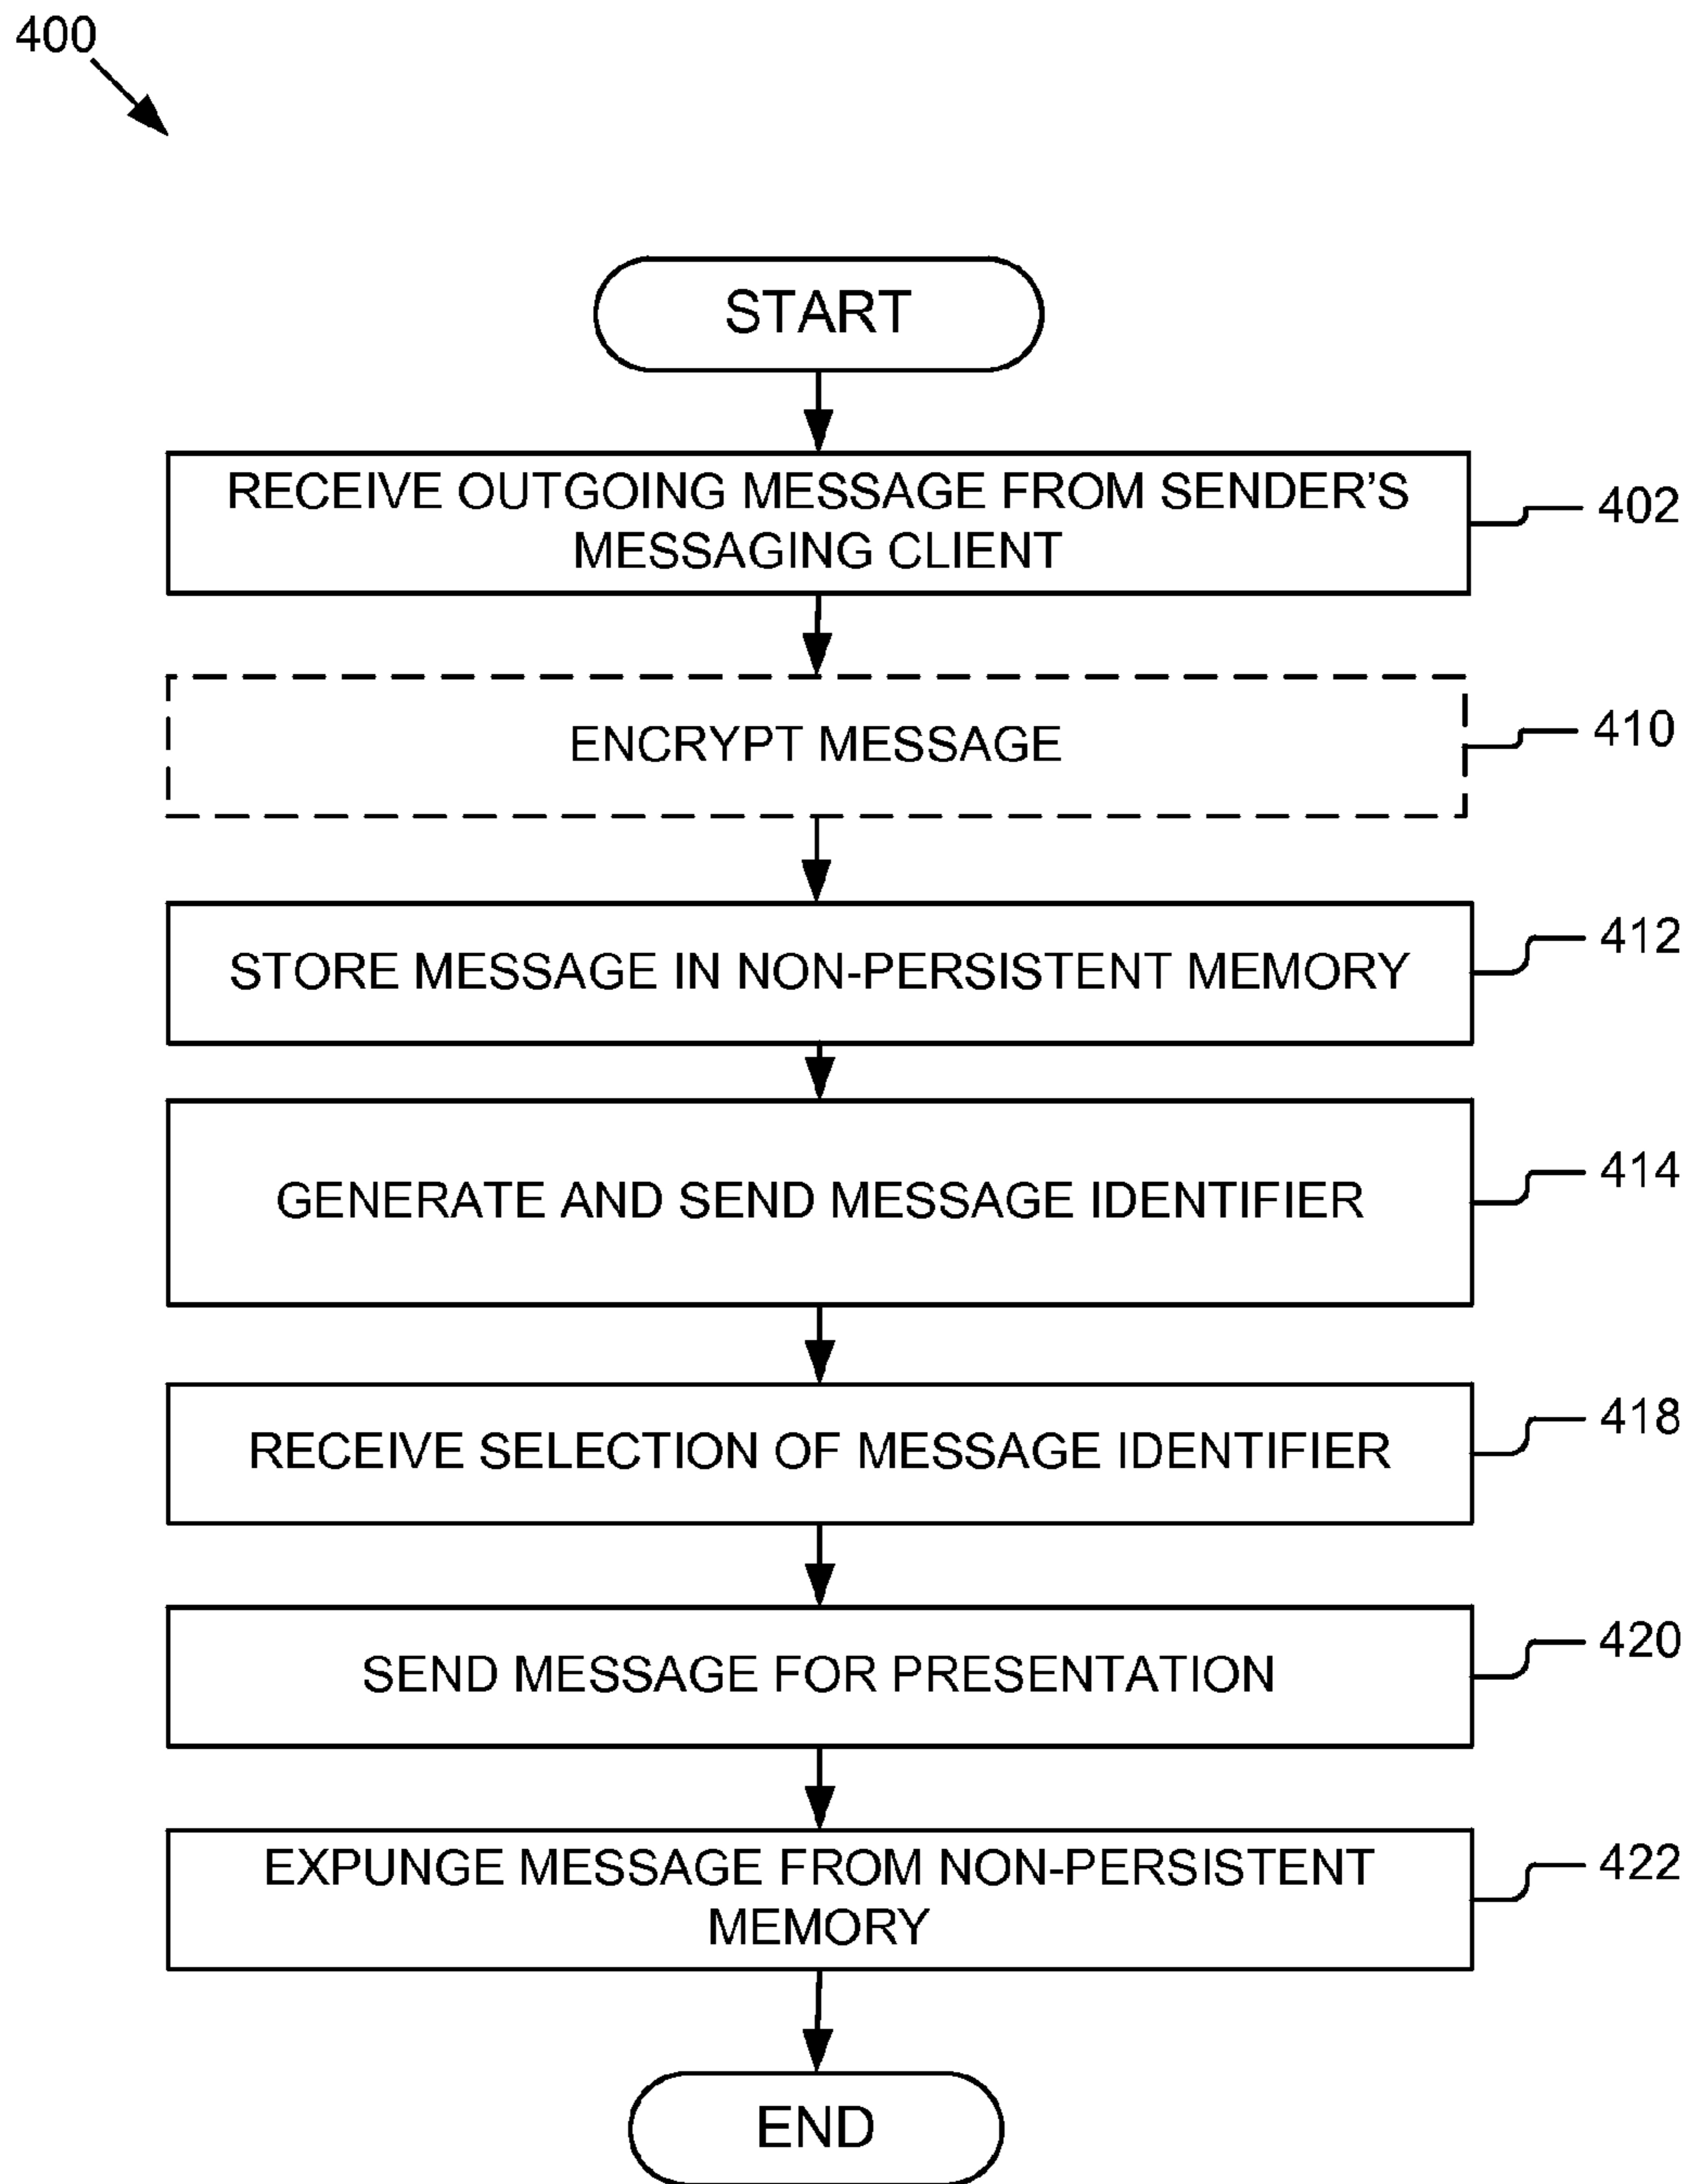 400
START
RECEIVE OUTGOING MESSAGE FROM SENDER’S
MESSAGING CLIENT
402
ENCRYPT MESSAGE
410
STORE MESSAGE IN NON-PERSISTENT MEMORY
412
GENERATE AND SEND MESSAGE IDENTIFIER
414
RECEIVE SELECTION OF MESSAGE IDENTIFIER
418
SEND MESSAGE FOR PRESENTATION
420
EXPUNGE MESSAGE FROM NON-PERSISTENT
MEMORY
422
END